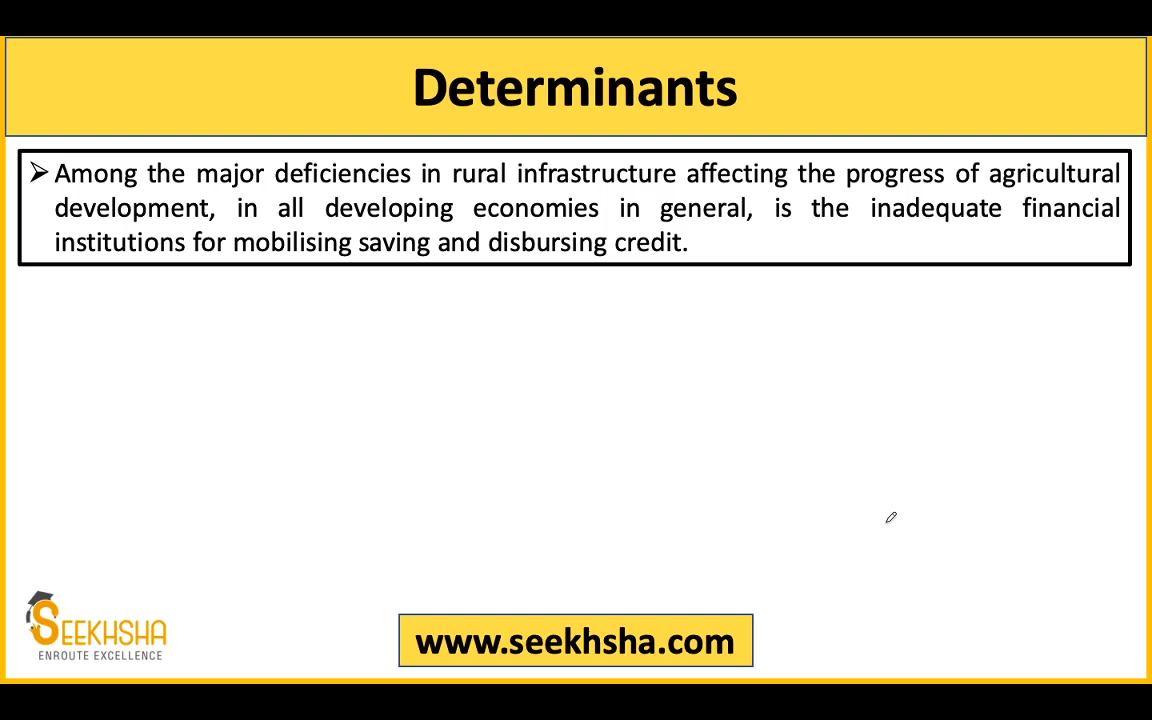 Determinants
➢ Among the major deficiencies in rural infrastructure affecting the progress of agricultural
development, in all developing economies in general, is the inadequate financial
institutions for mobilising saving and disbursing credit.
SEEKHSHA
ENROUTE EXCELLENCE
www.seekhsha.com